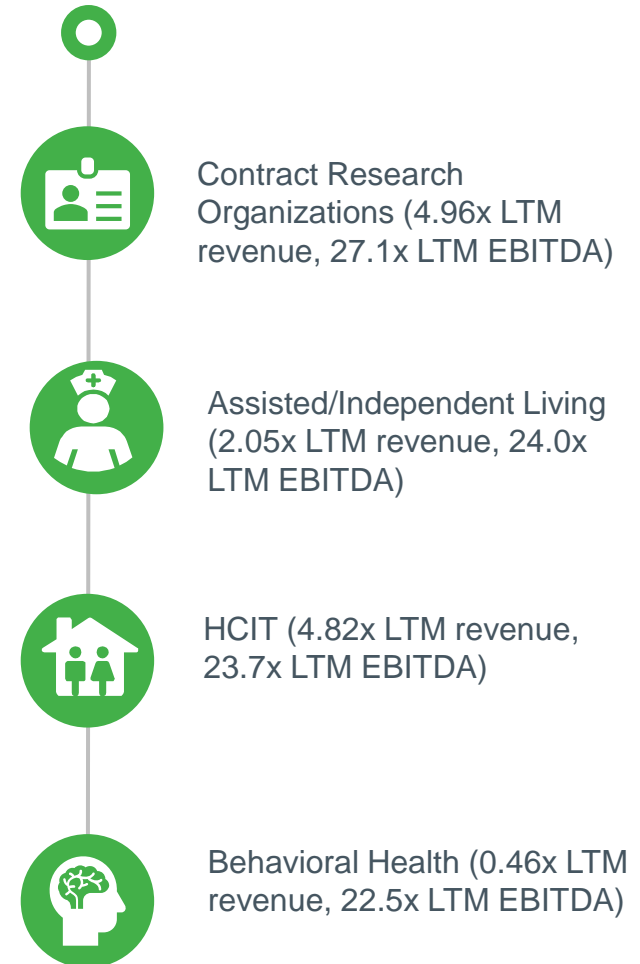 Contract Research
Organizations (4.96x LTM
revenue, 27.1x LTM EBITDA)
Assisted/Independent Living
(2.05x LTM revenue, 24.0x
LTM EBITDA)
HCIT (4.82x LTM revenue,
23.7x LTM EBITDA)
Behavioral Health (0.46x LTM
revenue, 22.5x LTM EBITDA)